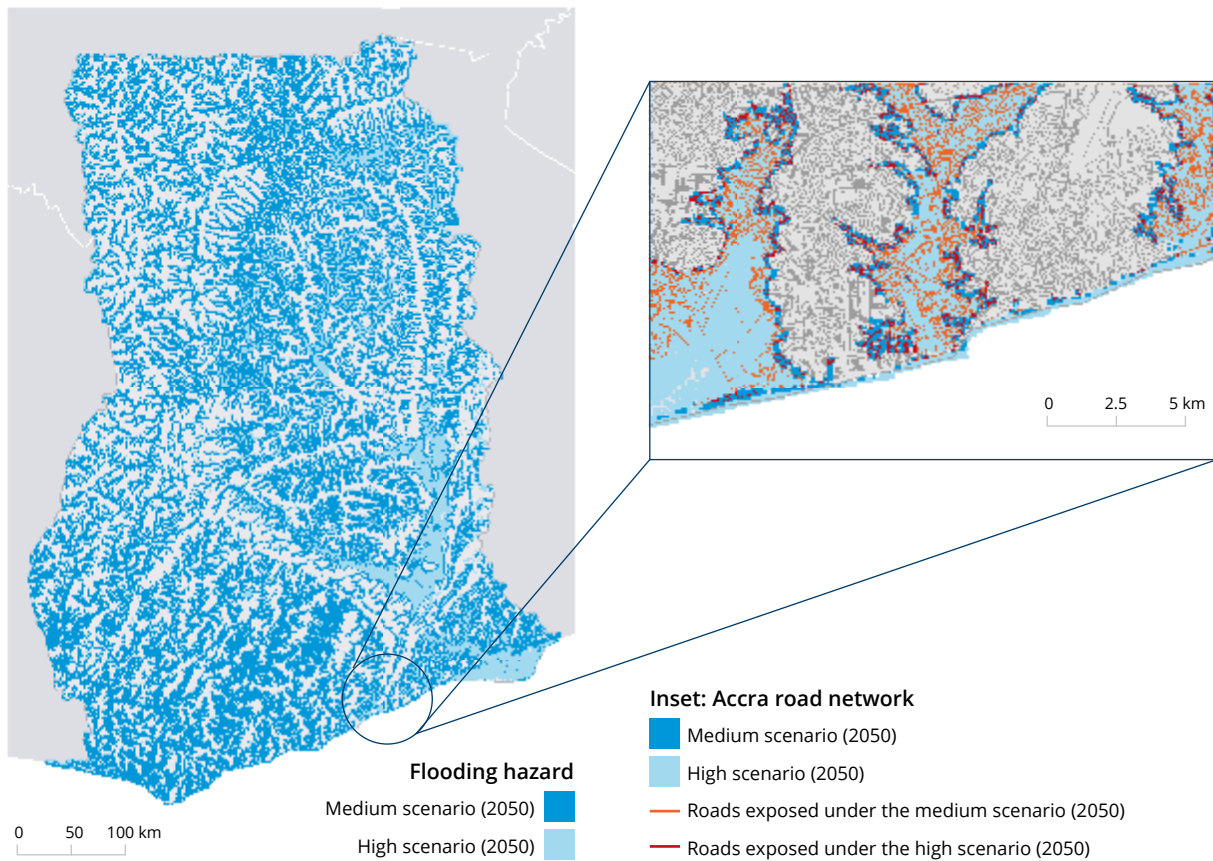 0 2.5 5 km
Inset: Accra road network
Medium scenario (2050)
High scenario (2050)
Roads exposed under the medium scenario (2050)
Roads exposed under the high scenario (2050)
Flooding hazard
Medium scenario (2050)
High scenario (2050)
0 50 100 km